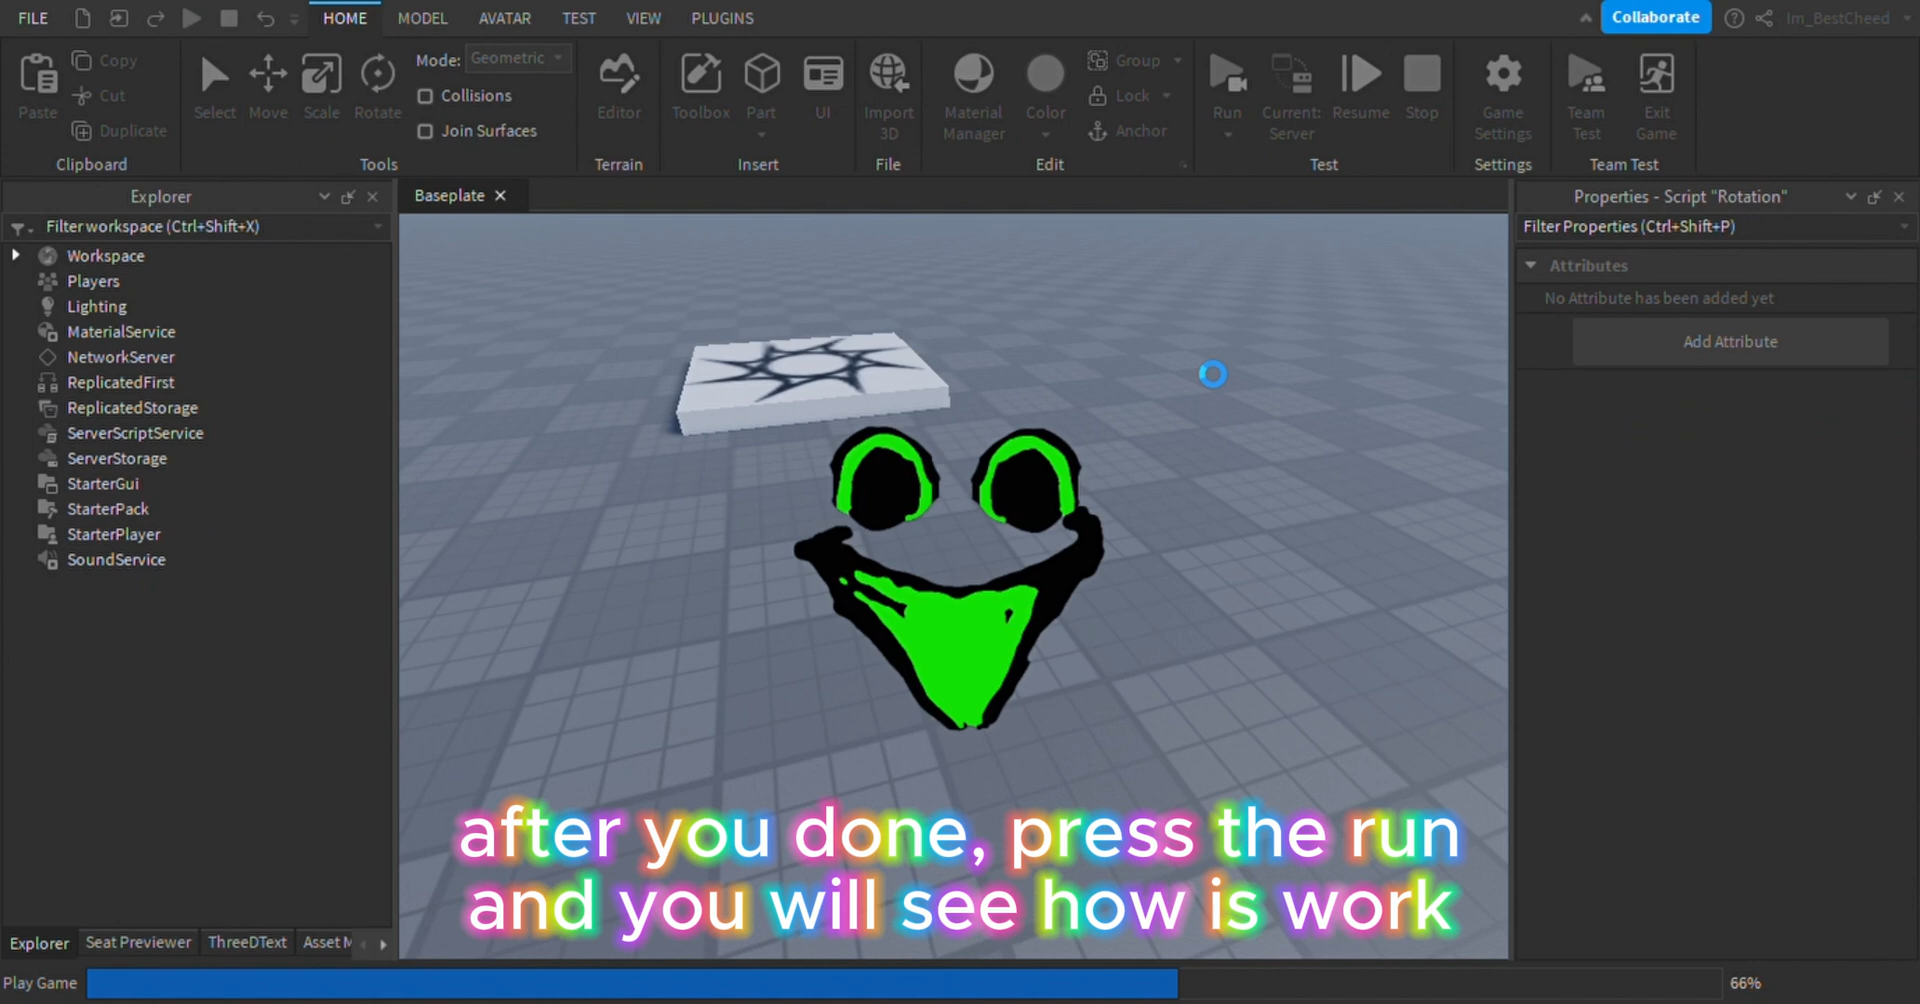 FILE
HOME
MODEL
AVATAR
TEST
VIEW
PLUGINS
Collaborate
Im_BestCheed
Paste
Copy
Cut
Duplicate
Clipboard
Select
Move
Scale
Rotate
Mode: Geometric
Collisions
Join Surfaces
Tools
Editor
Terrain
Toolbox
Part
UI
Insert
Import
3D
File
Material
Manager
Color
Group
Lock
Anchor
Edit
Run
Current:
Server
Resume
Stop
Test
Game
Settings
Settings
Team
Test
Exit
Game
Team Test
Explorer
Filter workspace (Ctrl+Shift+X)
Workspace
Players
Lighting
MaterialService
NetworkServer
ReplicatedFirst
ReplicatedStorage
ServerScriptService
ServerStorage
StarterGui
StarterPack
StarterPlayer
SoundService
Baseplate
after you done, press the run
and you will see how is work
Properties - Script "Rotation"
Filter Properties (Ctrl+Shift+P)
Attributes
No Attribute has been added yet
Add Attribute
Explorer
Seat Previewer
ThreeDText
Asset M
Play Game
66%